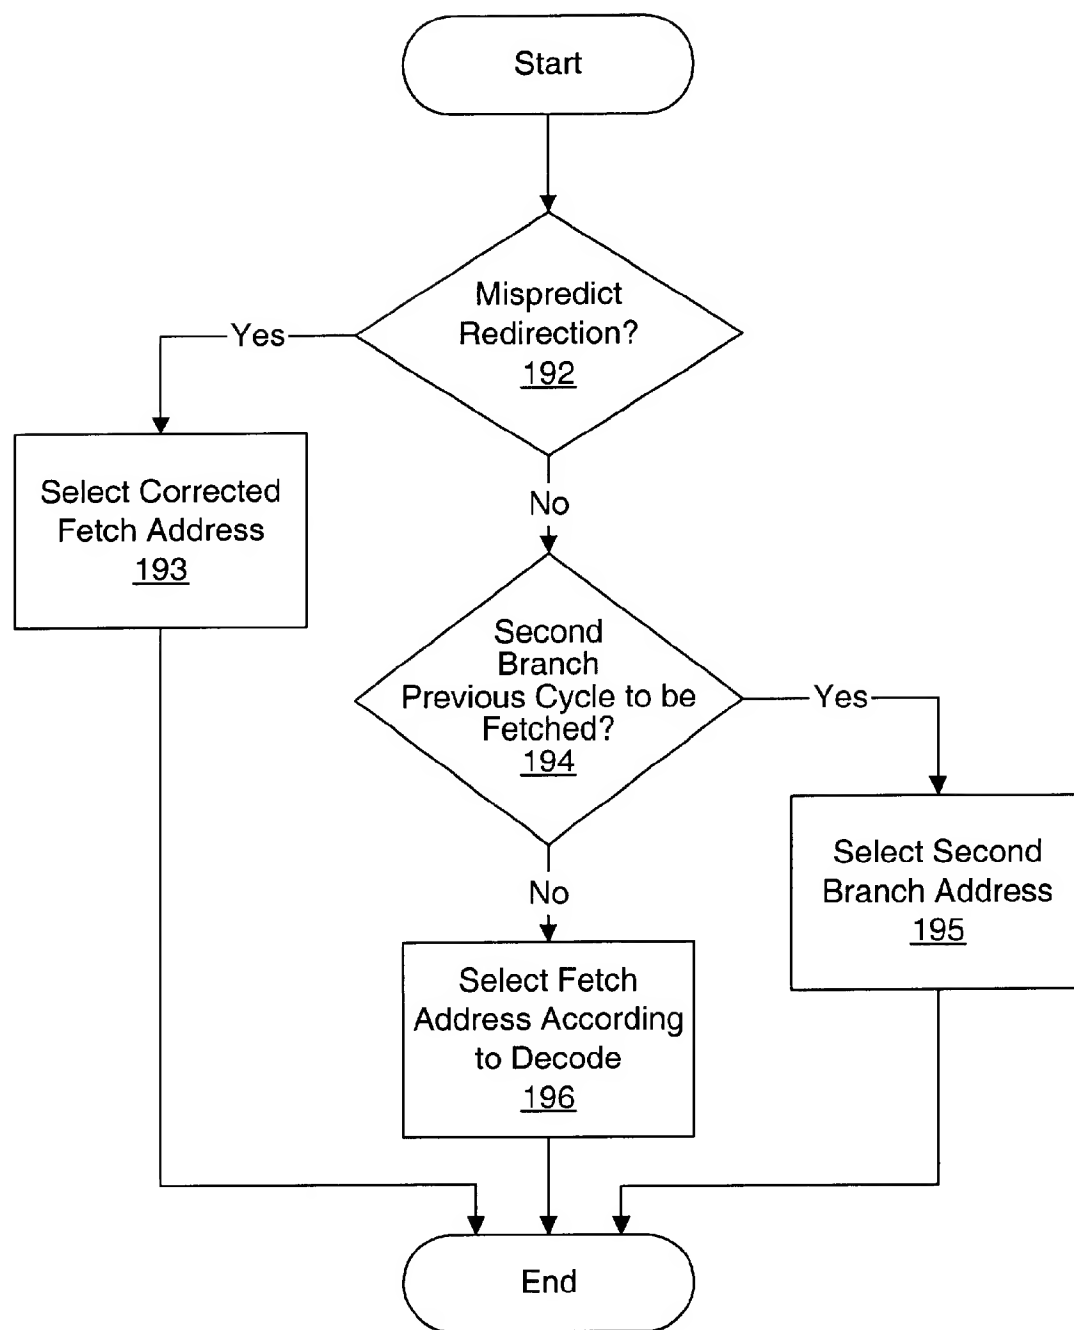 Start
Mispredict
Redirection?
192
Yes
No
Select Corrected
Fetch Address
193
Second
Branch
Previous Cycle to be
Fetched?
194
Yes
No
Select Second
Branch Address
195
Select Fetch
Address According
to Decode
196
End